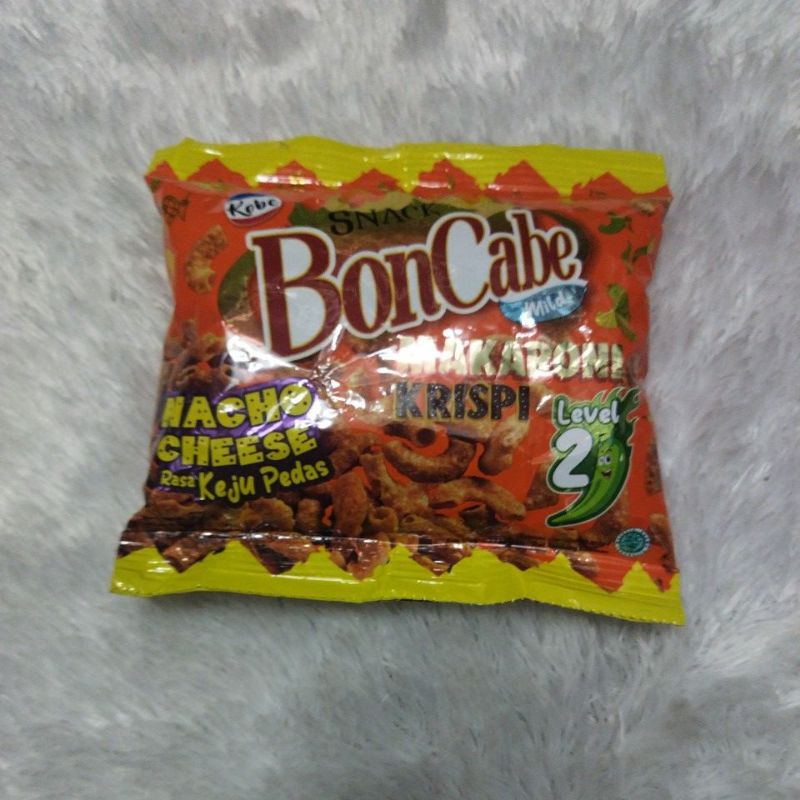 Kobe
SNACK
BonCabe
Mild
MAKARONI
KRISPI
NACHO
CHEESE
Rasa Keju Pedas
Level
2